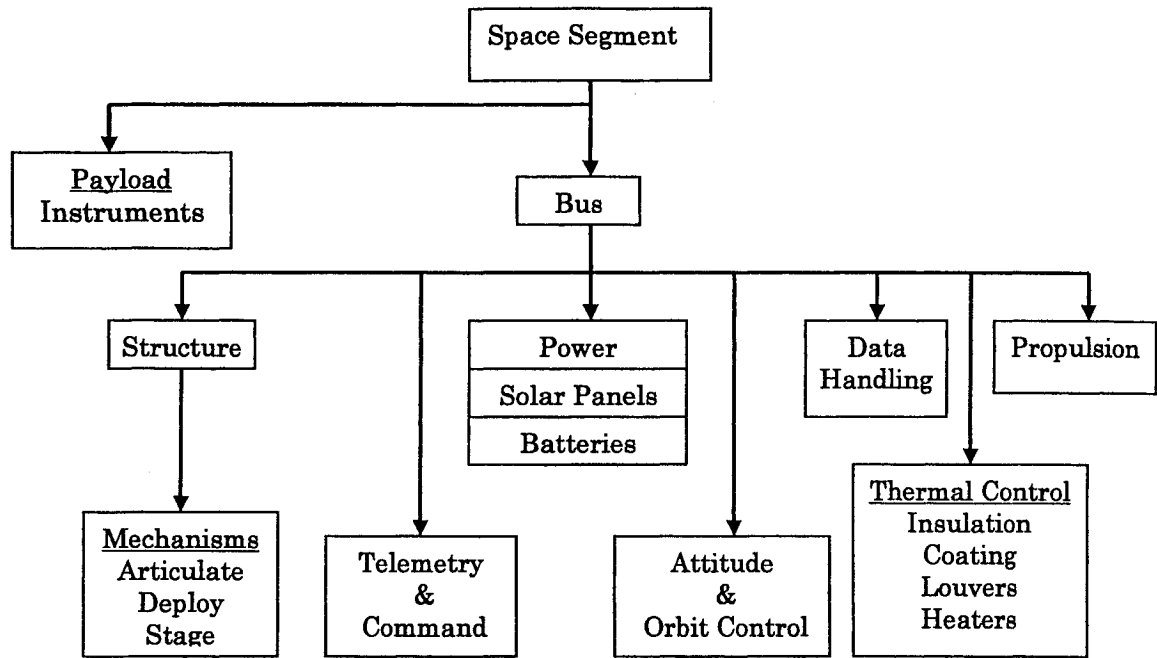 Space Segment
Payload
Instruments
Bus
Structure
Power
Solar Panels
Batteries
Data
Handling
Propulsion
Mechanisms
Articulate
Deploy
Stage
Telemetry
&
Command
Attitude
&
Orbit Control
Thermal Control
Insulation
Coating
Louvers
Heaters